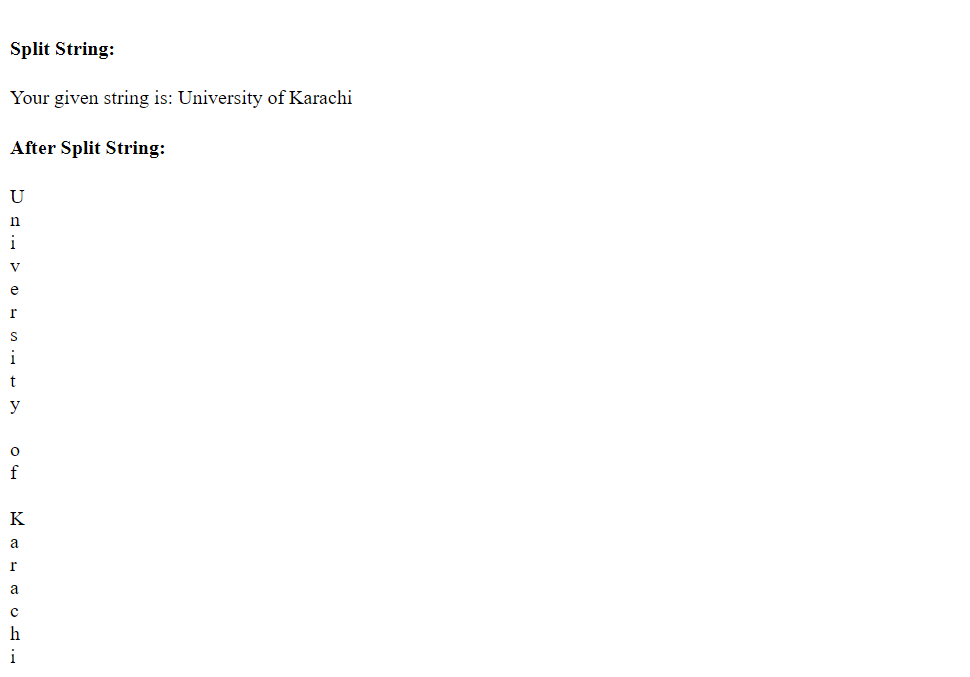 Split String:
Your given string is: University of Karachi
After Split String:
U
n
i
v
e
r
s
i
t
y
o
f
K
a
r
a
c
h
i